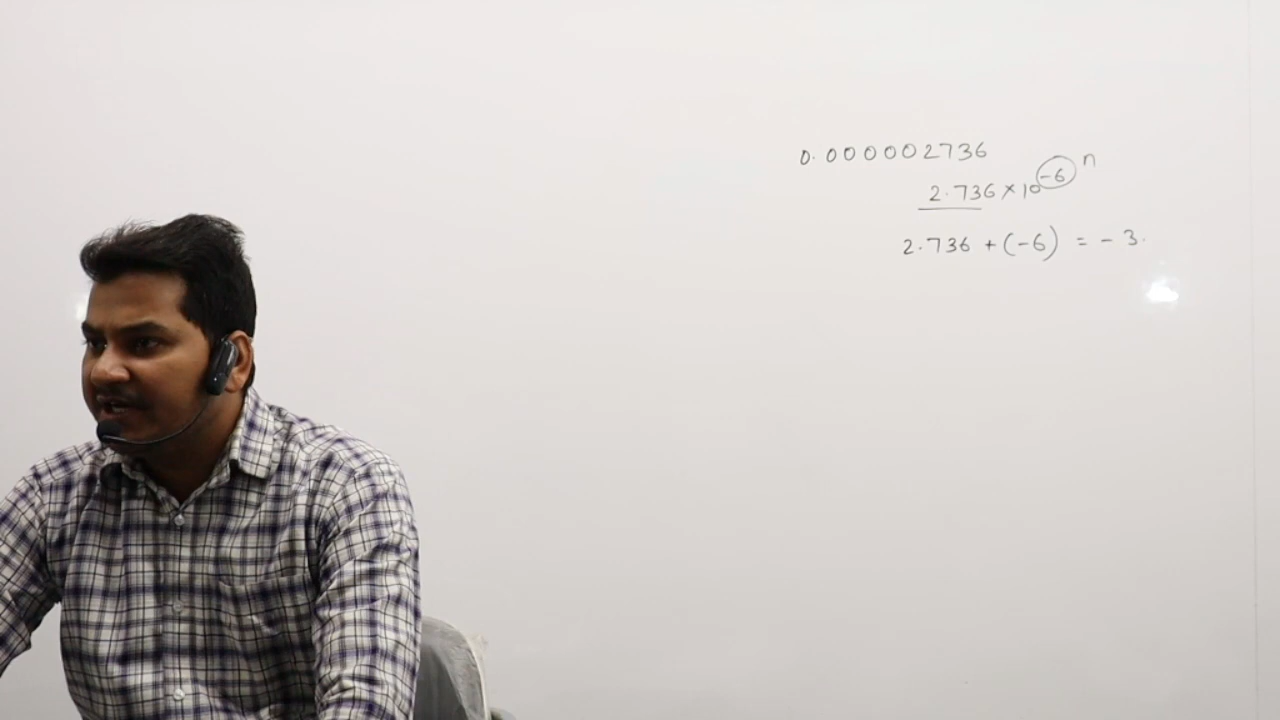 0.000002736
2.736 × 10^-6 n
2.736 + (-6) = -3.